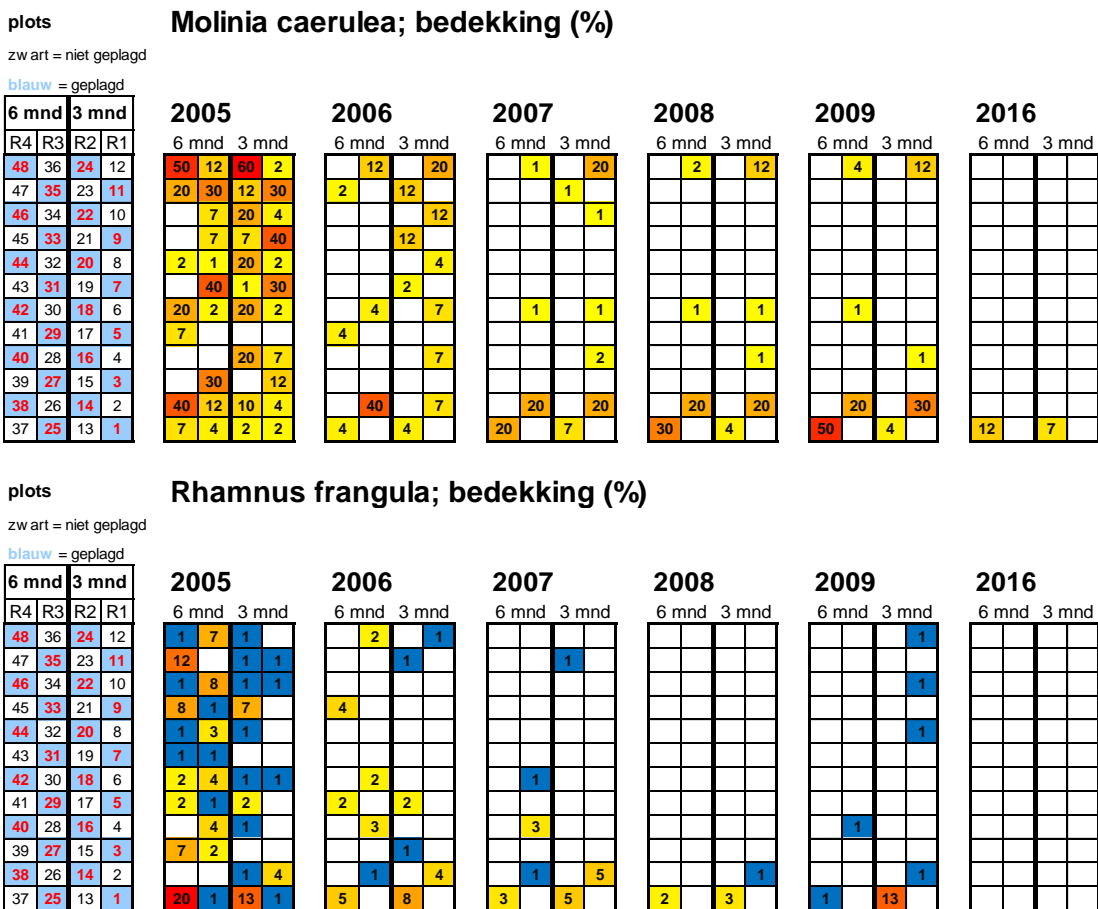 plots Molinia caerulea; bedekking (%)
zwart = niet geplagd
blauw = geplagd
6 mnd 3 mnd 2005 2006 2007 2008 2009 2016
R4 R3 R2 R1 6 mnd 3 mnd 6 mnd 3 mnd 6 mnd 3 mnd 6 mnd 3 mnd 6 mnd 3 mnd 6 mnd 3 mnd
48 36 24 12 50 12 60 2 12 20 1 20 2 12 4 12
47 35 23 11 20 30 12 30 2 12 1
46 34 22 10 7 20 4 12 1
45 33 21 9 7 7 40 12
44 32 20 8 2 1 20 2 4
43 31 19 7 40 1 30 2
42 30 18 6 20 2 20 2 4 7 1 1 1 1 1
41 29 17 5 7 4
40 28 16 4 20 7 7 2 1 1
39 27 15 3 30 12
38 26 14 2 40 12 10 4 40 7 20 20 20 20 20 30
37 25 13 1 7 4 2 2 4 4 20 7 30 4 50 4 12 7
plots Rhamnus frangula; bedekking (%)
zwart = niet geplagd
blauw = geplagd
6 mnd 3 mnd 2005 2006 2007 2008 2009 2016
R4 R3 R2 R1 6 mnd 3 mnd 6 mnd 3 mnd 6 mnd 3 mnd 6 mnd 3 mnd 6 mnd 3 mnd 6 mnd 3 mnd
48 36 24 12 1 7 1 2 1 1
47 35 23 11 12 1 1 1 1
46 34 22 10 1 8 1 1 1
45 33 21 9 8 1 7 4
44 32 20 8 1 3 1 1
43 31 19 7 1 1
42 30 18 6 2 4 1 1 2 1
41 29 17 5 2 1 2 2 2
40 28 16 4 4 1 3 3 1
39 27 15 3 7 2 1
38 26 14 2 1 4 1 4 1 5 1 1
37 25 13 1 20 1 13 1 5 8 3 5 2 3 1 13